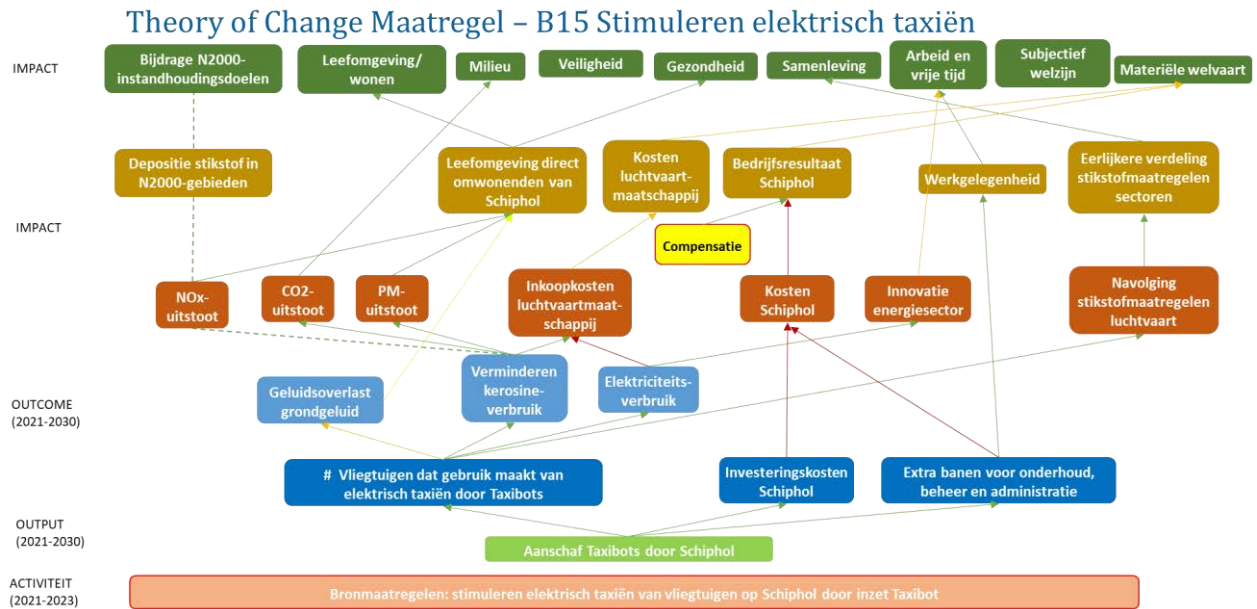 Theory of Change Maatregel – B15 Stimuleren elektrisch taxiën
IMPACT
Bijdrage N2000-
instandhoudingsdoelen
Leefomgeving/
wonen
Milieu
Veiligheid
Gezondheid
Samenleving
Arbeid en
vrije tijd
Subjectief
welzijn
Materiële welvaart
IMPACT
Depositie stikstof in
N2000-gebieden
Leefomgeving direct
omwonenden van
Schiphol
Kosten
luchtvaart-
maatschappij
Bedrijfsresultaat
Schiphol
Werkgelegenheid
Eerlijkere verdeling
stikstofmaatregelen
sectoren
Compensatie
NOx-
uitstoot
CO2-
uitstoot
PM-
uitstoot
Inkoopkosten
luchtvaartmaat-
schappij
Kosten
Schiphol
Innovatie
energiesector
Navolging
stikstofmaatregelen
luchtvaart
OUTCOME
(2021-2030)
Geluidsoverlast
grondgeluid
Verminderen
kerosine-
verbruik
Elektriciteits-
verbruik
# Vliegtuigen dat gebruik maakt van
elektrisch taxiën door Taxibots
Investeringskosten
Schiphol
Extra banen voor onderhoud,
beheer en administratie
OUTPUT
(2021-2030)
Aanschaf Taxibots door Schiphol
ACTIVITEIT
(2021-2023)
Bronmaatregelen: stimuleren elektrisch taxiën van vliegtuigen op Schiphol door inzet Taxibot